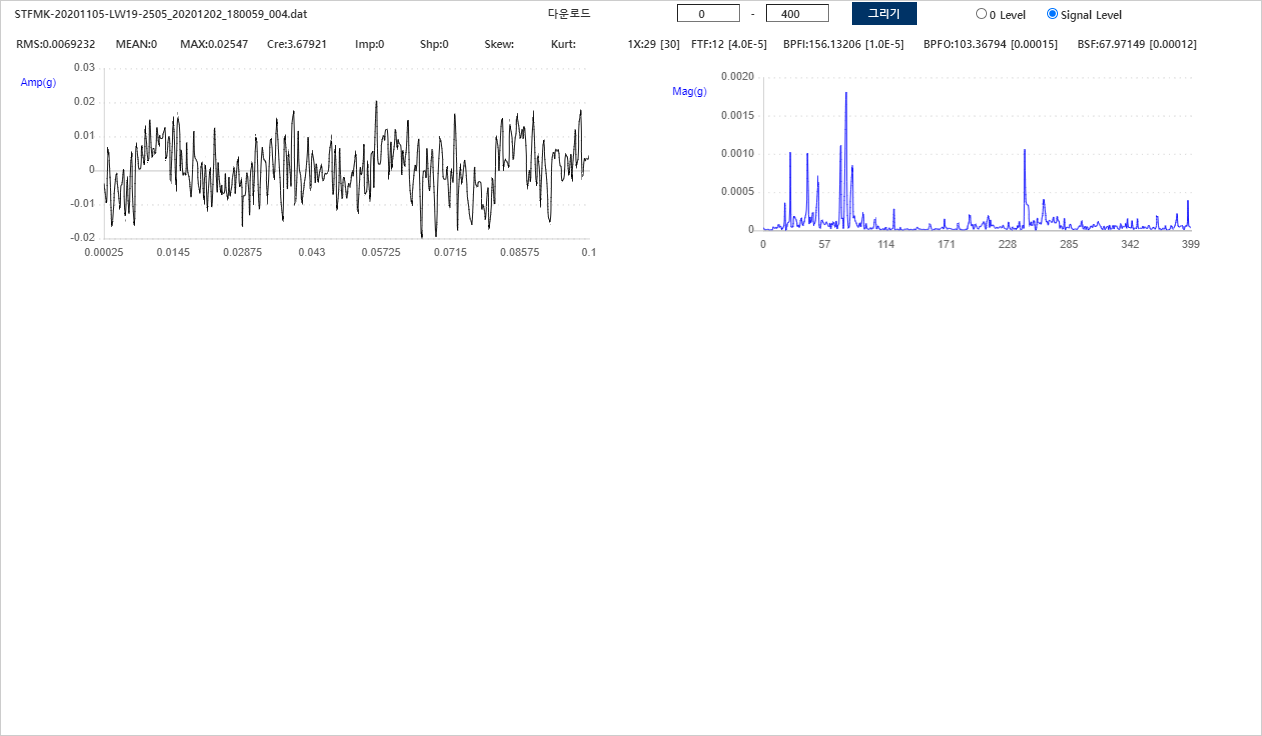 STFMK-20201105-LW19-2505_20201202_180059_004.dat 다운로드 0 - 400 그리기 0 Level Signal Level
RMS:0.0069232 MEAN:0 MAX:0.02547 Cre:3.67921 Imp:0 Shp:0 Skew: Kurt: 1X:29 [30] FTF:12 [4.0E-5] BPFI:156.13206 [1.0E-5] BPFO:103.36794 [0.00015] BSF:67.97149 [0.00012]
Amp(g)
0.03
0.02
0.01
0
-0.01
-0.02
0.00025 0.0145 0.02875 0.043 0.05725 0.0715 0.08575 0.1
Mag(g)
0.0020
0.0015
0.0010
0.0005
0
0 57 114 171 228 285 342 399